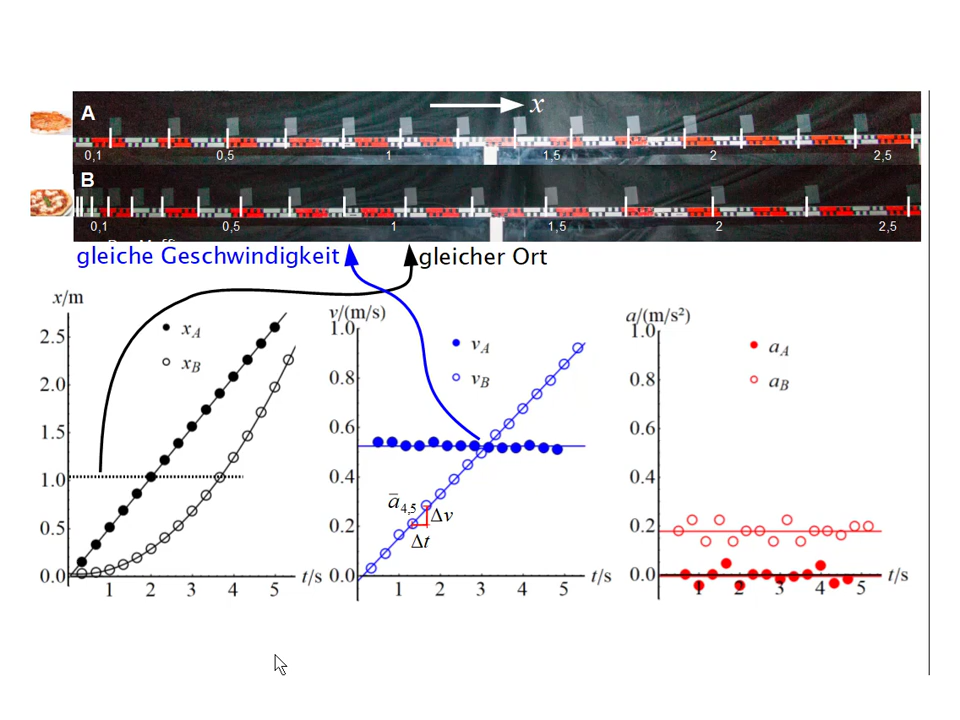 A
x
0,1 0,5 1 1,5 2 2,5
B
0,1 0,5 1 1,5 2 2,5
gleiche Geschwindigkeit gleicher Ort
x/m
2.5
2.0
1.5
1.0
0.5
0.0
1 2 3 4 5 t/s
x_A
x_B
v/(m/s)
1.0
0.8
0.6
0.4
0.2
0.0
1 2 3 4 5 t/s
v_A
v_B
a̅4,5
Δv
Δt
a/(m/s²)
1.0
0.8
0.6
0.4
0.2
0.0
1 2 3 4 5 t/s
a_A
a_B